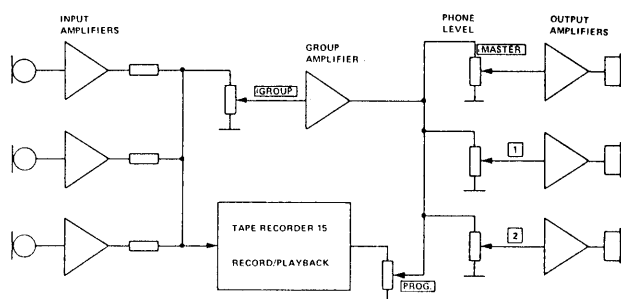 INPUT
AMPLIFIERS
GROUP
AMPLIFIER
PHONE
LEVEL
OUTPUT
AMPLIFIERS
MASTER
GROUP
1
2
TAPE RECORDER 15
RECORD/PLAYBACK
PROG.